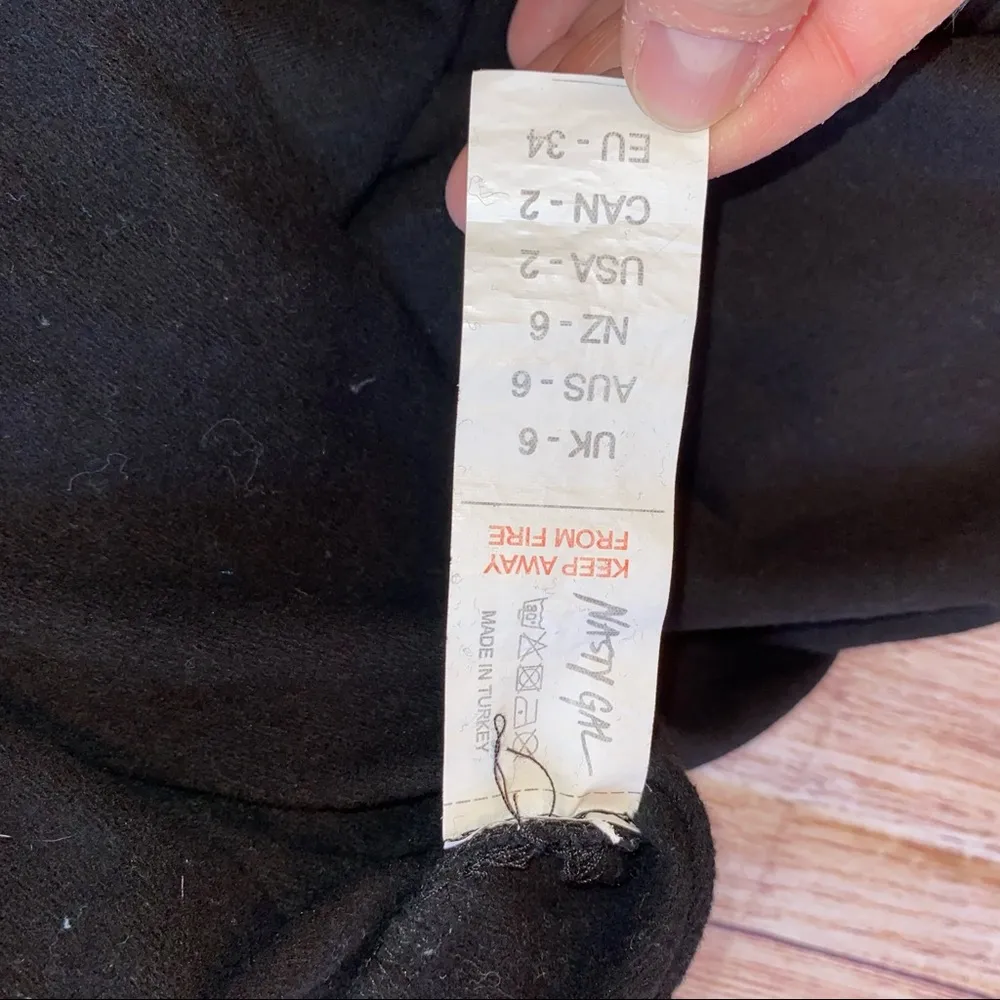 NASTY GAL
MADE IN TURKEY
KEEP AWAY
FROM FIRE
UK - 6
AUS - 6
NZ - 6
USA - 2
CAN - 2
EU - 34